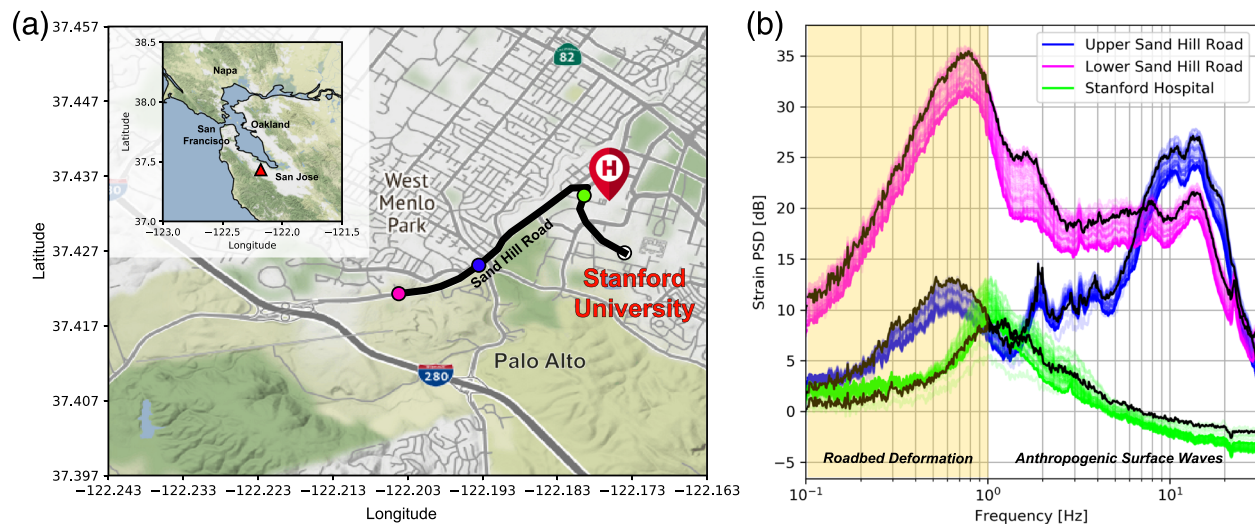 (a)
37.457
37.447
37.437
37.427
37.417
37.407
37.397
Latitude
−122.243
−122.233
−122.223
−122.213
−122.203
−122.193
−122.183
−122.173
−122.163
Longitude
38.5
38.0
37.5
37.0
Latitude
−123.0
−122.5
−122.0
−121.5
Longitude
Napa
San
Francisco
Oakland
San Jose
82
H
West
Menlo
Park
Sand Hill Road
Stanford
University
Palo Alto
280
80
(b)
Upper Sand Hill Road
Lower Sand Hill Road
Stanford Hospital
35
30
25
20
15
10
5
0
−5
Strain PSD [dB]
Roadbed Deformation
Anthropogenic Surface Waves
10⁻¹
10⁰
10¹
Frequency [Hz]